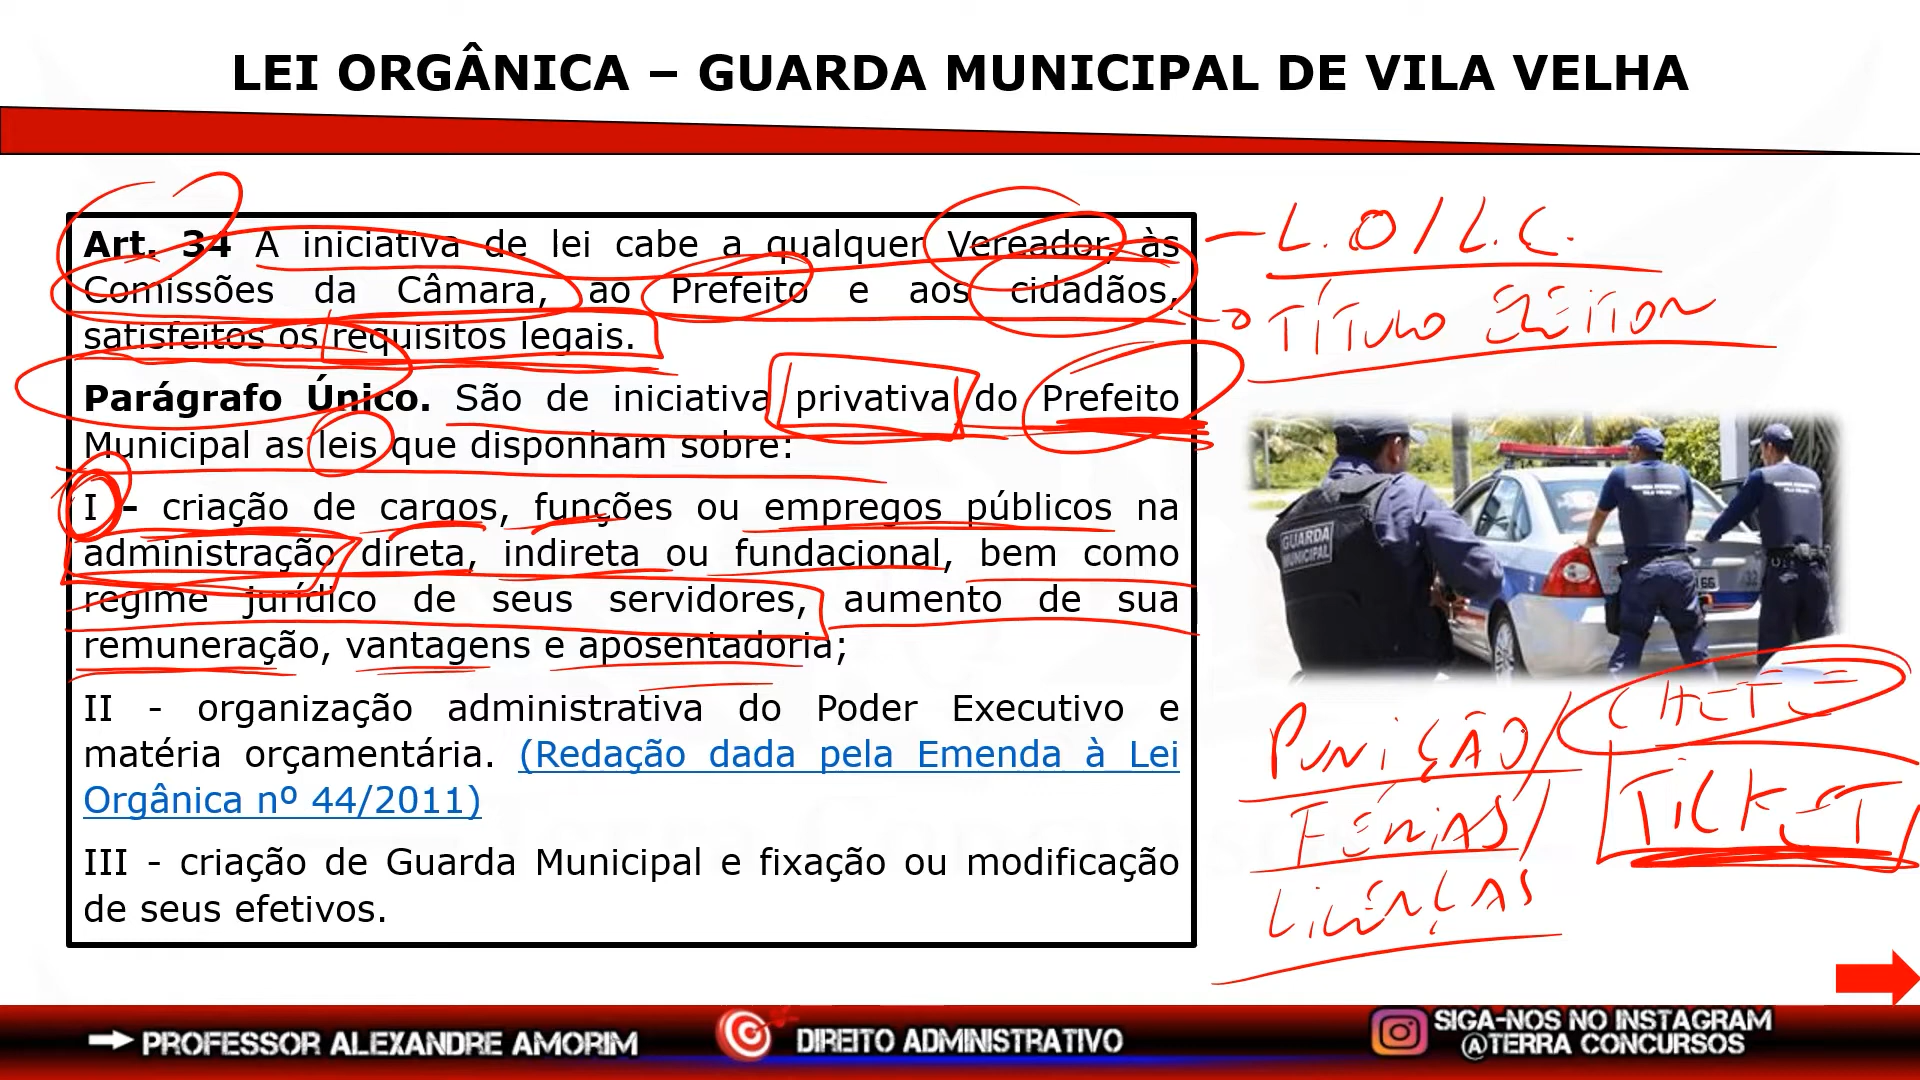 LEI ORGÂNICA – GUARDA MUNICIPAL DE VILA VELHA
Art. 34 A iniciativa de lei cabe a qualquer Vereador, às
Comissões da Câmara, ao Prefeito e aos cidadãos,
satisfeitos os requisitos legais.
Parágrafo Único. São de iniciativa privativa do Prefeito
Municipal as leis que disponham sobre:
I - criação de cargos, funções ou empregos públicos na
administração direta, indireta ou fundacional, bem como
regime jurídico de seus servidores, aumento de sua
remuneração, vantagens e aposentadoria;
II - organização administrativa do Poder Executivo e
matéria orçamentária. (Redação dada pela Emenda à Lei
Orgânica nº 44/2011)
III - criação de Guarda Municipal e fixação ou modificação
de seus efetivos.
L.O/L.C.
TÍTULO ELEITOR
GUARDA
MUNICIPAL
PUNIÇÃO/
CHEFE
FÉRIAS/
TICKET
LICENÇAS
PROFESSOR ALEXANDRE AMORIM
DIREITO ADMINISTRATIVO
SIGA-NOS NO INSTAGRAM
@TERRA CONCURSOS